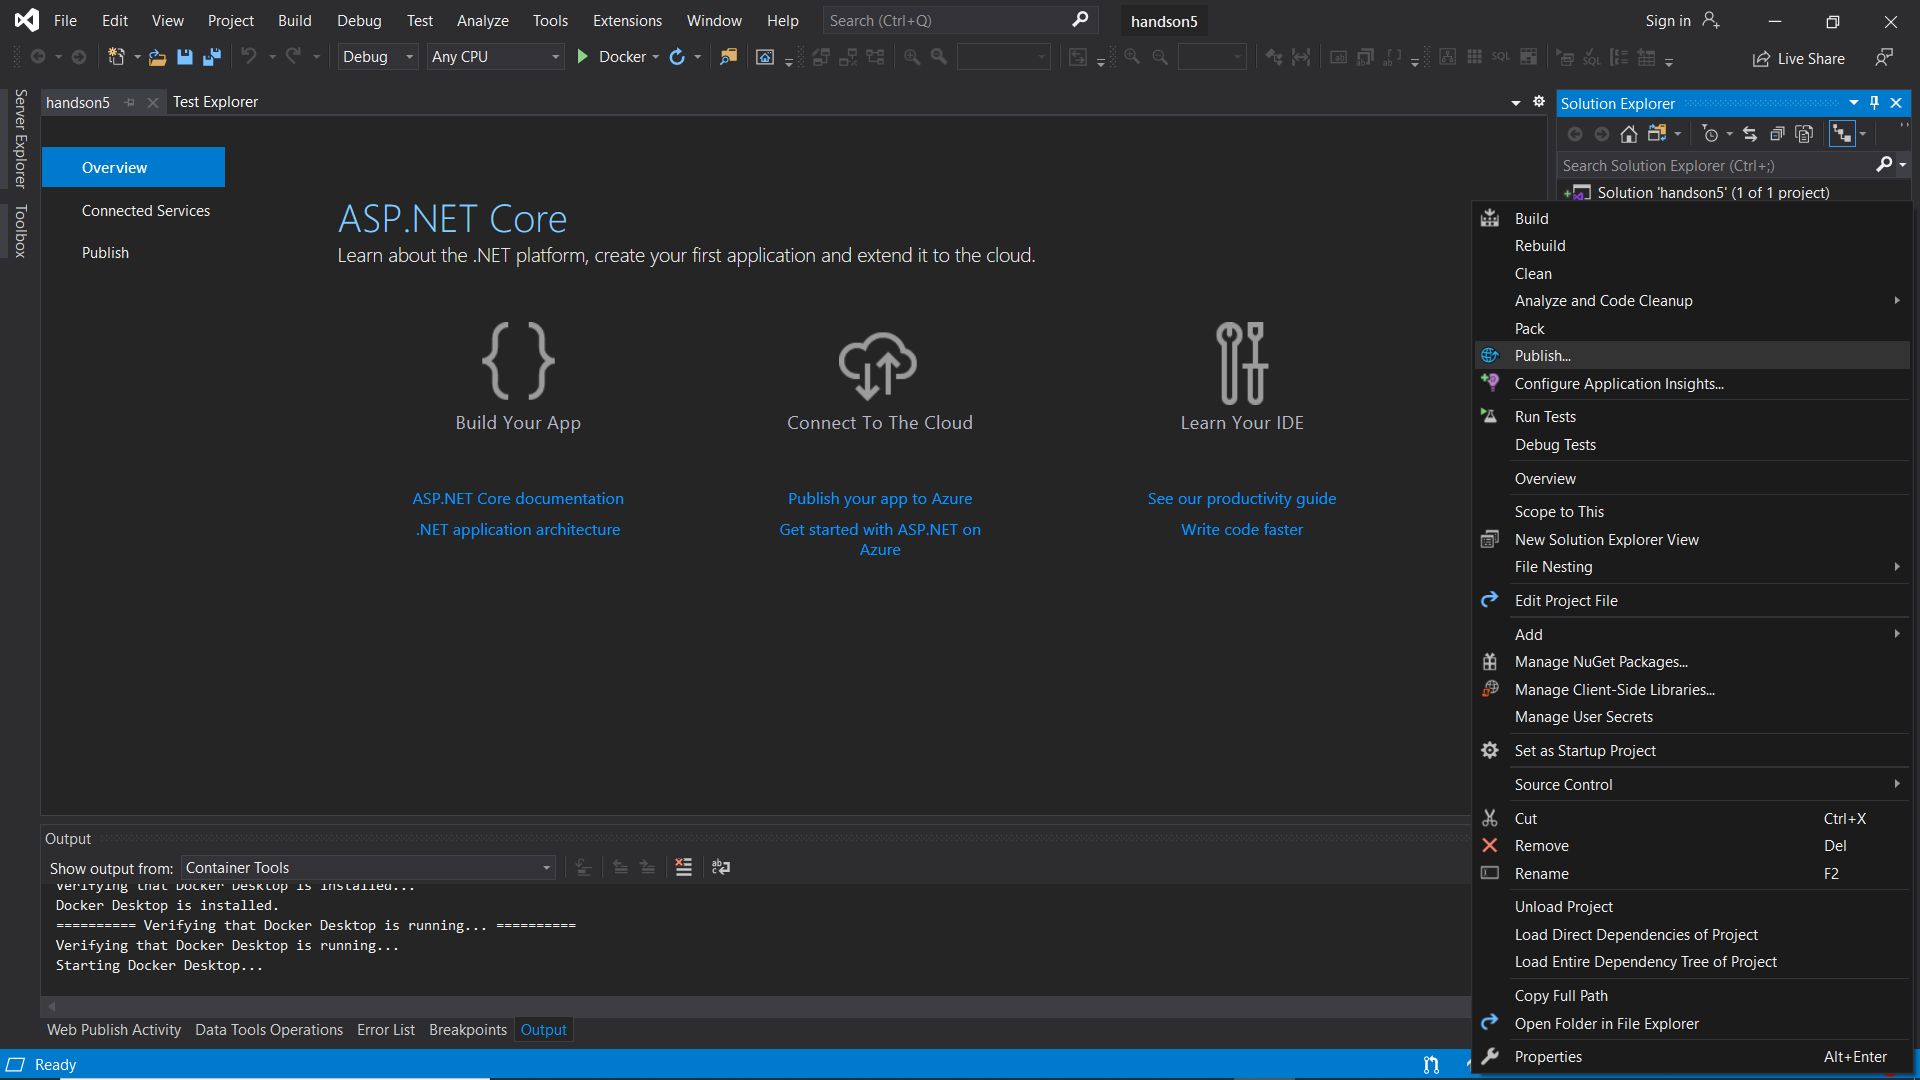 File Edit View Project Build Debug Test Analyze Tools Extensions Window Help Search (Ctrl+Q) handson5 Sign in
Debug Any CPU Docker Live Share
Server Explorer
Toolbox
handson5 Test Explorer
Overview
Connected Services
Publish
ASP.NET Core
Learn about the .NET platform, create your first application and extend it to the cloud.
Build Your App
ASP.NET Core documentation
.NET application architecture
Connect To The Cloud
Publish your app to Azure
Get started with ASP.NET on
Azure
Learn Your IDE
See our productivity guide
Write code faster
Solution Explorer
Search Solution Explorer (Ctrl+;)
Solution 'handson5' (1 of 1 project)
Build
Rebuild
Clean
Analyze and Code Cleanup
Pack
Publish...
Configure Application Insights...
Run Tests
Debug Tests
Overview
Scope to This
New Solution Explorer View
File Nesting
Edit Project File
Add
Manage NuGet Packages...
Manage Client-Side Libraries...
Manage User Secrets
Set as Startup Project
Source Control
Cut Ctrl+X
Remove Del
Rename F2
Unload Project
Load Direct Dependencies of Project
Load Entire Dependency Tree of Project
Copy Full Path
Open Folder in File Explorer
Properties Alt+Enter
Output
Show output from: Container Tools
Verifying that Docker Desktop is installed...
Docker Desktop is installed.
========== Verifying that Docker Desktop is running... ==========
Verifying that Docker Desktop is running...
Starting Docker Desktop...
Web Publish Activity Data Tools Operations Error List Breakpoints Output
Ready